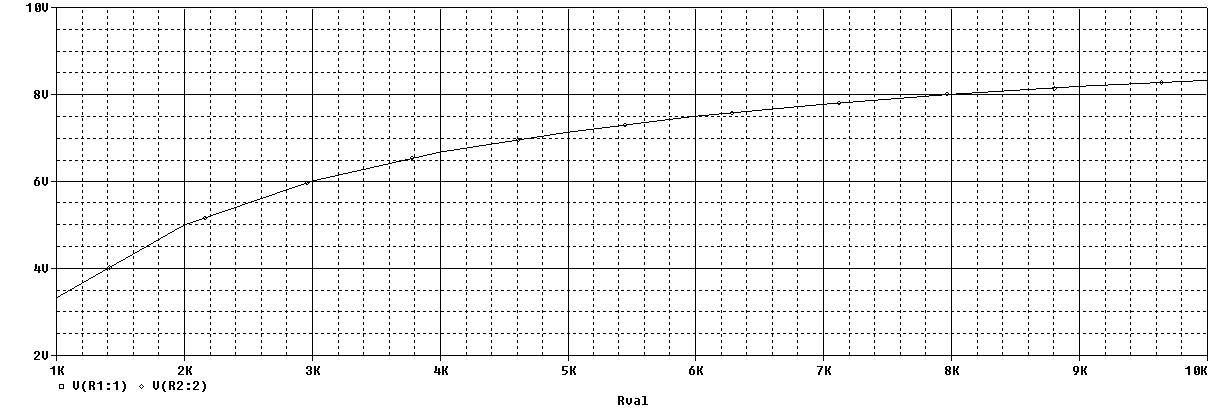 10V
8V
6V
4V
2V
1K 2K 3K 4K 5K 6K 7K 8K 9K 10K
V(R1:1) V(R2:2)
Rval